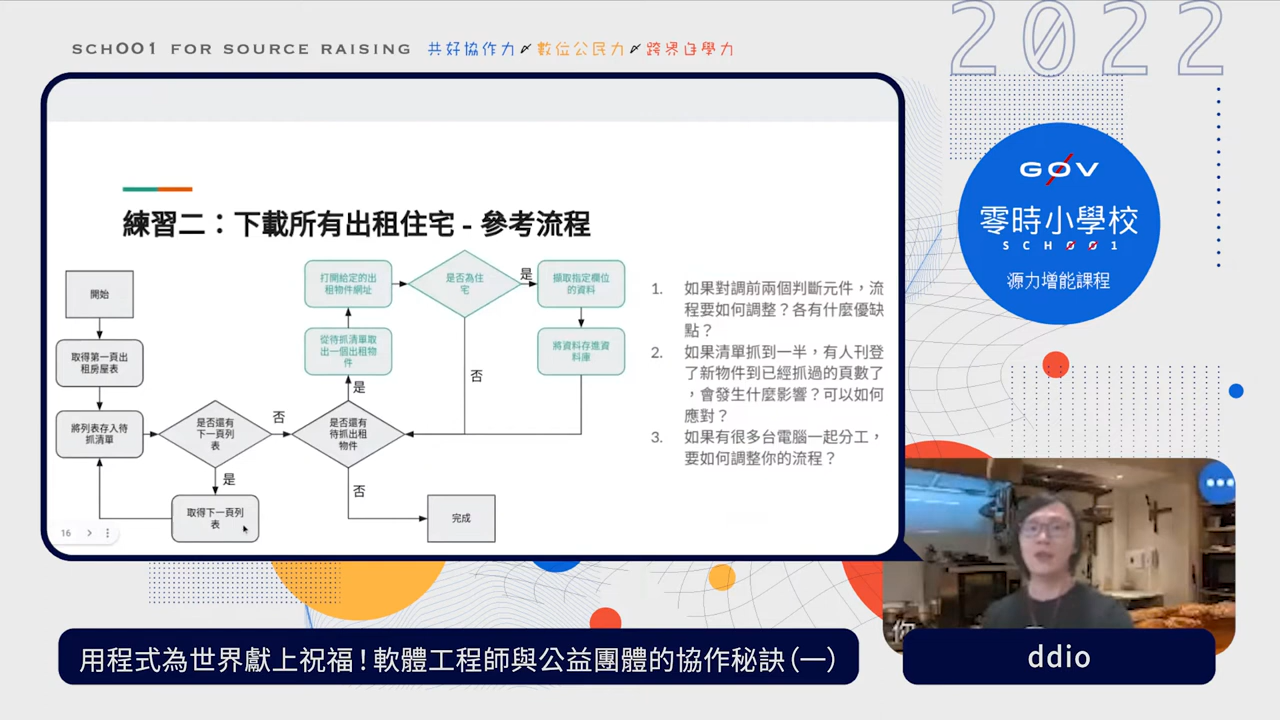 SCHOO1 FOR SOURCE RAISING 共好協作力 數位公民力 跨界自學力
2022
GØV
零時小學校
SCHØØ1
源力增能課程
練習二：下載所有出租住宅 - 參考流程
開始
取得第一頁出
租房屋表
將列表存入待
抓清單
是否還有
下一頁列
表
是
取得下一頁列
表
否
是否還有
待抓出租
物件
是
從待抓清單取
出一個出租物
件
打開給定的出
租物件網址
是否為住
宅
是
擷取指定欄位
的資料
將資料存進資
料庫
否
否
完成
1. 如果對調前兩個判斷元件，流
程要如何調整？各有什麼優缺
點？
2. 如果清單抓到一半，有人刊登
了新物件到已經抓過的頁數了
，會發生什麼影響？可以如何
應對？
3. 如果有很多台電腦一起分工，
要如何調整你的流程？
16
你
用程式為世界獻上祝福！軟體工程師與公益團體的協作秘訣（一）
ddio